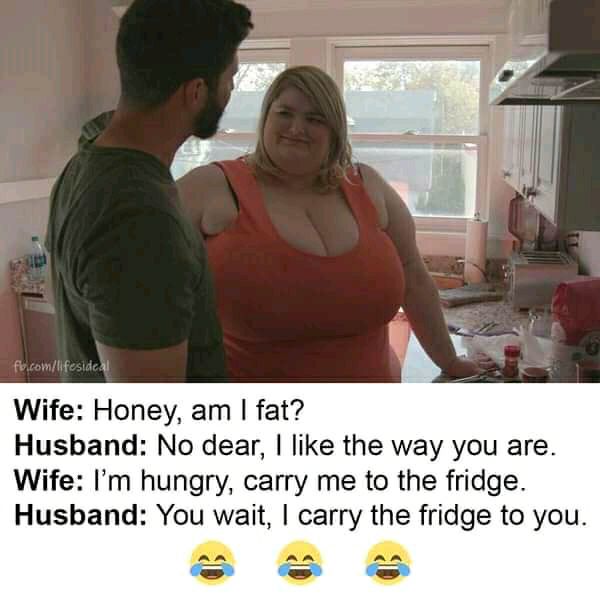 fb.com/lifesideal
Wife: Honey, am I fat?
Husband: No dear, I like the way you are.
Wife: I'm hungry, carry me to the fridge.
Husband: You wait, I carry the fridge to you.